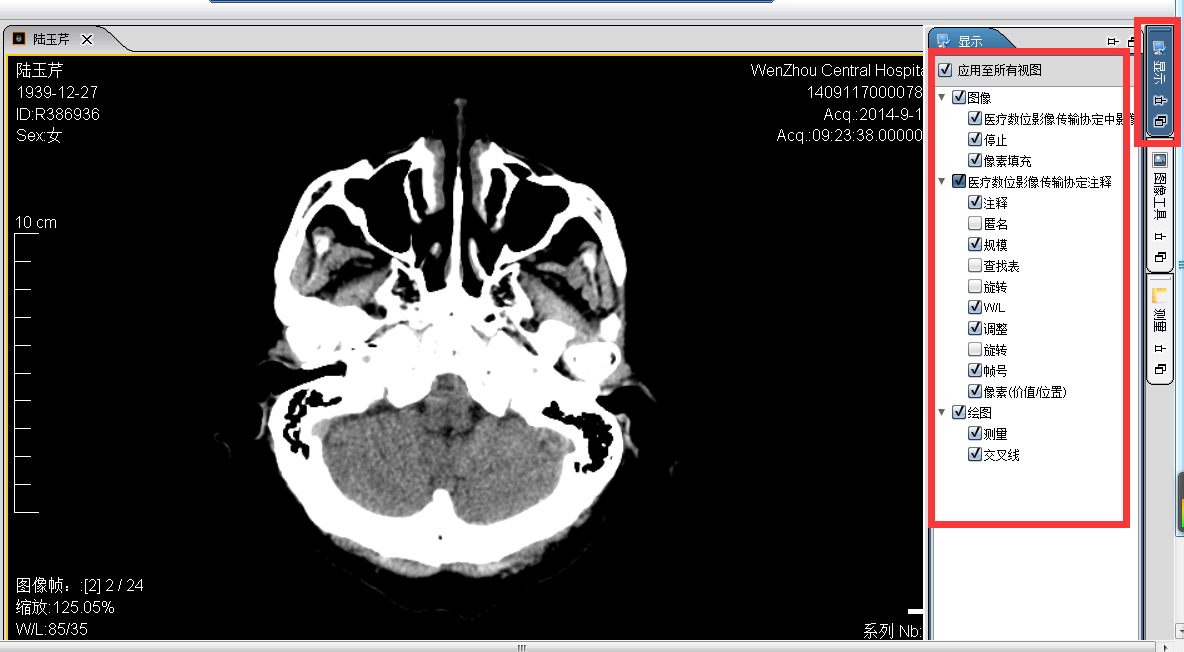 陆玉芹
陆玉芹
1939-12-27
ID:R386936
Sex:女
WenZhou Central Hospita
1409117000078
Acq.:2014-9-1
Acq.:09:23:38.00000
10 cm
图像帧：:[2] 2 / 24
缩放:125.05%
W/L:85/35
系列 Nb:
显示
应用至所有视图
图像
医疗数位影像传输协定中影像
停止
像素填充
医疗数位影像传输协定注释
注释
匿名
规模
查找表
旋转
W/L
调整
旋转
帧号
像素(价值/位置)
绘图
测量
交叉线
显示
图像工具
测量